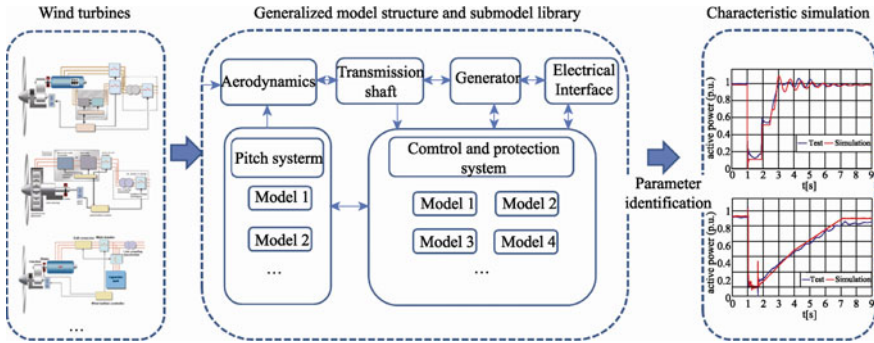 Wind turbines
Generalized model structure and submodel library
Characteristic simulation
Aerodynamics
Transmission
shaft
Generator
Electrical
Interface
Pitch systerm
Model 1
Model 2
...
Comtrol and protection
system
Model 1
Model 2
Model 3
Model 4
...
...
Parameter
identification
active power (p.u.)
1
0.8
0.6
0.4
0.2
0
Test
Simulation
0 1 2 3 4 5 6 7 8 9
t[s]
active power (p.u.)
1
0.8
0.6
0.4
0.2
0
Test
Simulation
0 1 2 3 4 5 6 7 8 9
t[s]